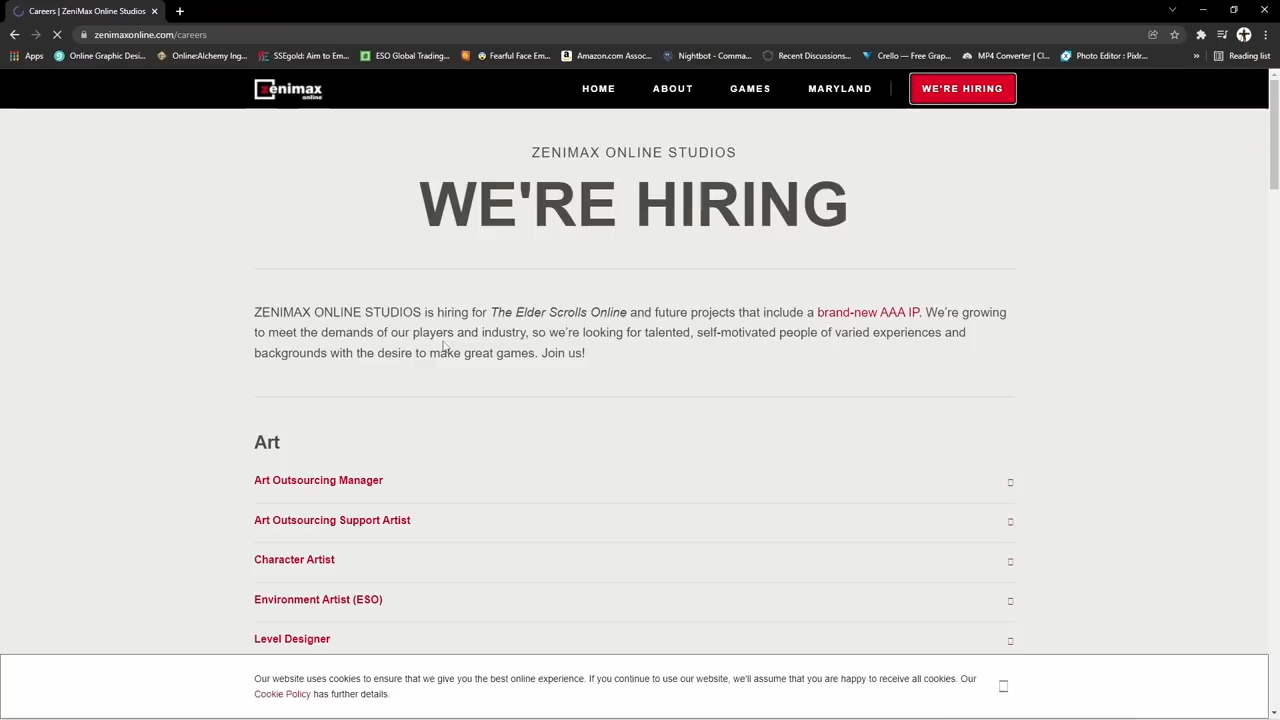 Careers | ZeniMax Online Studios
zenimaxonline.com/careers
Apps
Online Graphic Desi...
OnlineAlchemy Ing...
SSEgold: Aim to Em...
ESO Global Trading...
Fearful Face Em...
Amazon.com Assoc...
Nightbot - Comma...
Recent Discussions...
Crello — Free Grap...
MP4 Converter | Cl...
Photo Editor : Pixlr...
»
Reading list
zenimax
online
HOME
ABOUT
GAMES
MARYLAND
WE'RE HIRING
ZENIMAX ONLINE STUDIOS
WE'RE HIRING
ZENIMAX ONLINE STUDIOS is hiring for The Elder Scrolls Online and future projects that include a brand-new AAA IP. We're growing
to meet the demands of our players and industry, so we're looking for talented, self-motivated people of varied experiences and
backgrounds with the desire to make great games. Join us!
Art
Art Outsourcing Manager
Art Outsourcing Support Artist
Character Artist
Environment Artist (ESO)
Level Designer
Our website uses cookies to ensure that we give you the best online experience. If you continue to use our website, we'll assume that you are happy to receive all cookies. Our
Cookie Policy has further details.